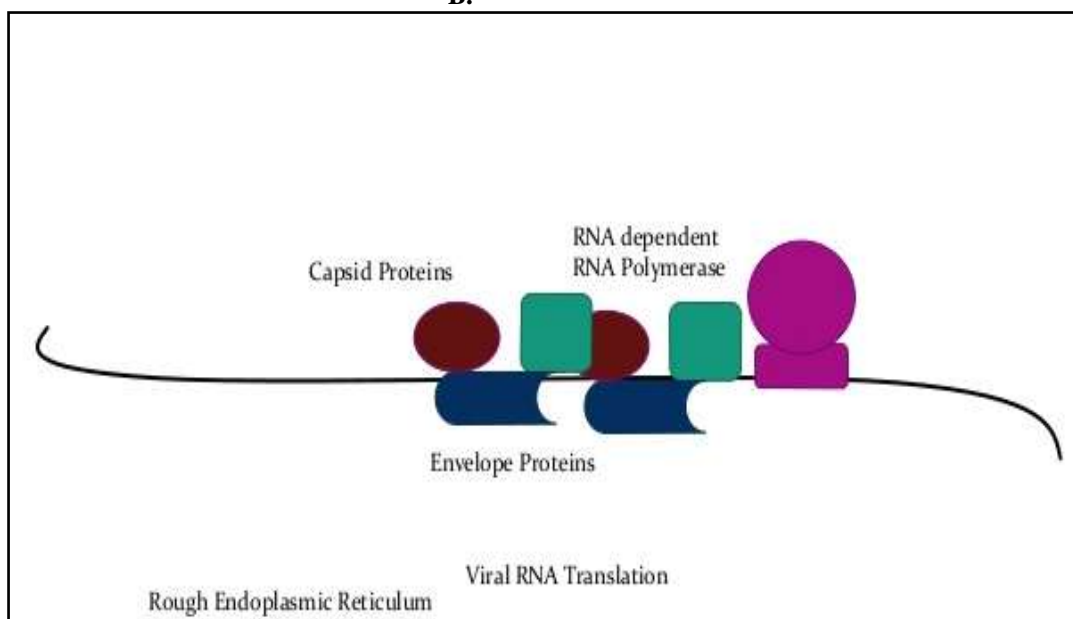 B.
RNA dependent
RNA Polymerase
Capsid Proteins
Envelope Proteins
Viral RNA Translation
Rough Endoplasmic Reticulum